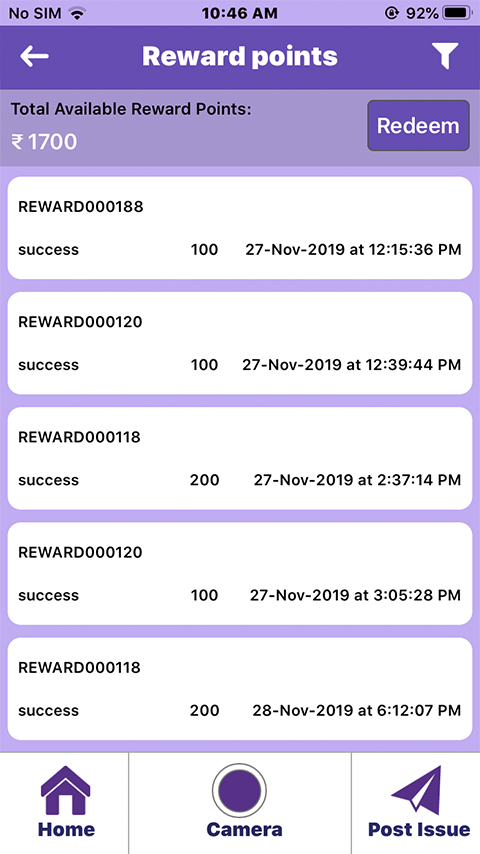 No SIM 10:46 AM 92%
Reward points
Total Available Reward Points:
₹ 1700
Redeem
REWARD000188
success 100 27-Nov-2019 at 12:15:36 PM
REWARD000120
success 100 27-Nov-2019 at 12:39:44 PM
REWARD000118
success 200 27-Nov-2019 at 2:37:14 PM
REWARD000120
success 100 27-Nov-2019 at 3:05:28 PM
REWARD000118
success 200 28-Nov-2019 at 6:12:07 PM
Home Camera Post Issue